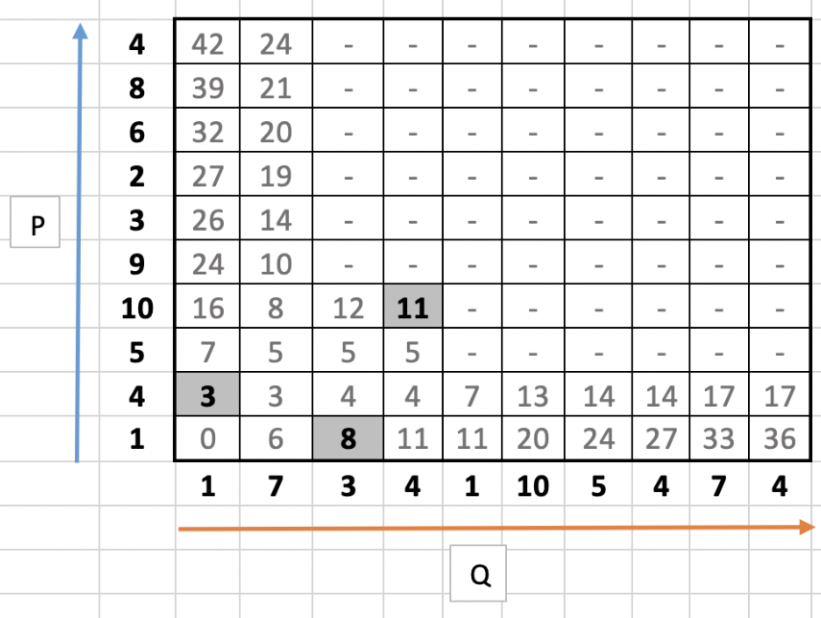 4 42 24 - - - - - - - -
8 39 21 - - - - - - - -
6 32 20 - - - - - - - -
2 27 19 - - - - - - - -
P 3 26 14 - - - - - - - -
9 24 10 - - - - - - - -
10 16 8 12 11 - - - - - -
5 7 5 5 5 - - - - - -
4 3 3 4 4 7 13 14 14 17 17
1 0 6 8 11 11 20 24 27 33 36
1 7 3 4 1 10 5 4 7 4
Q